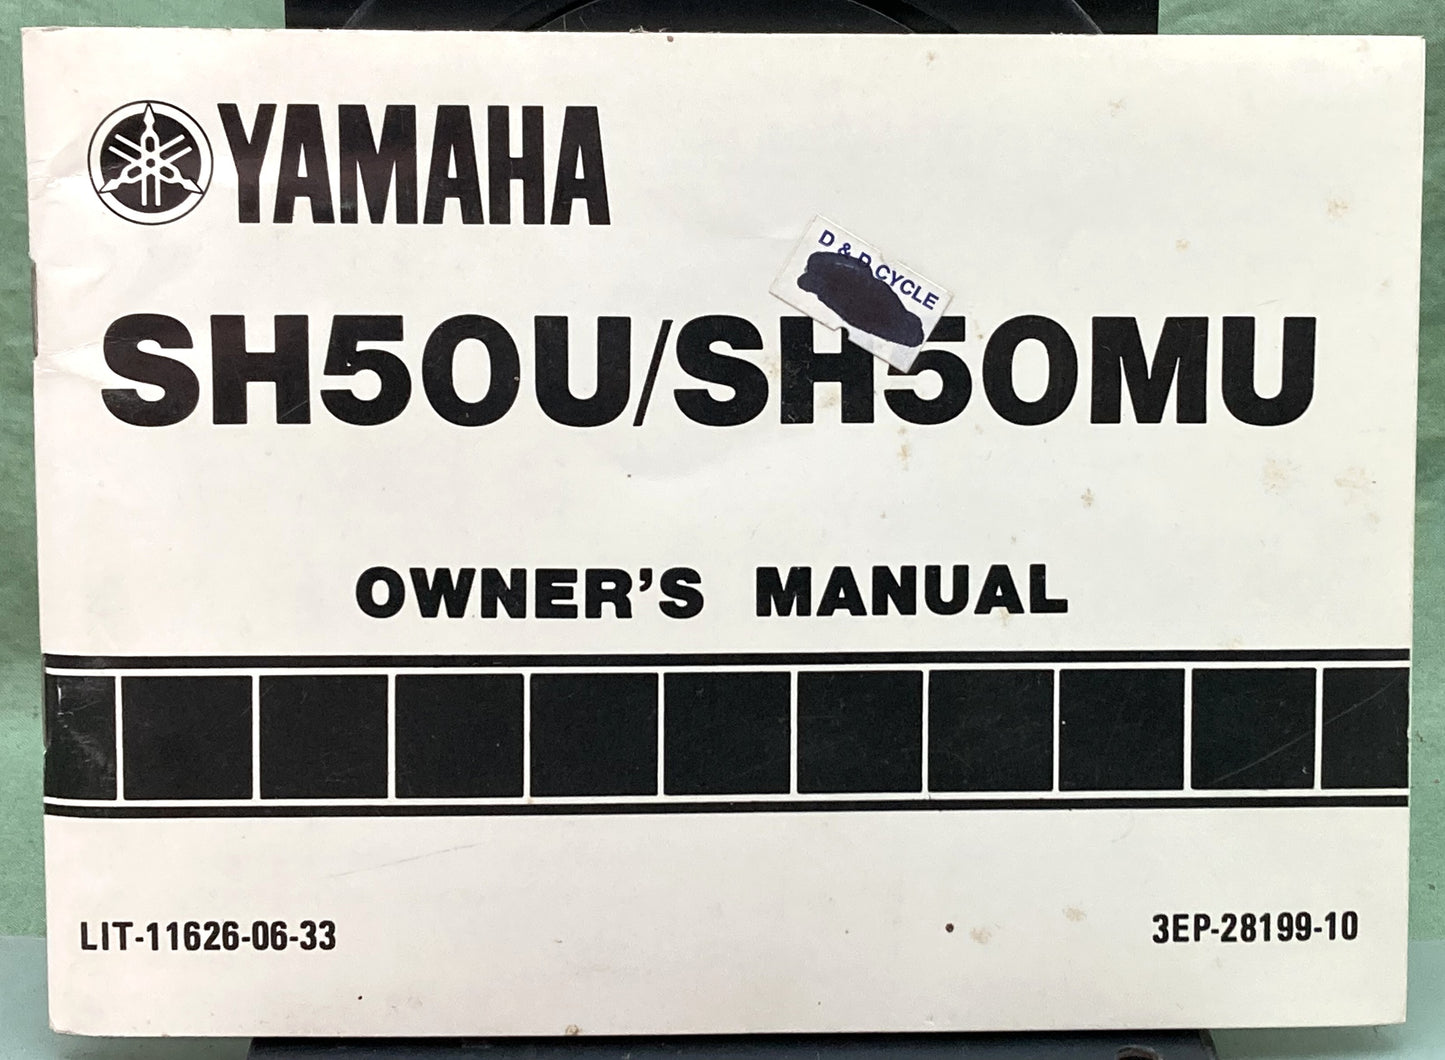 YAMAHA
D & D CYCLE
SH50U/SH50MU
OWNER'S MANUAL
LIT-11626-06-33
3EP-28199-10